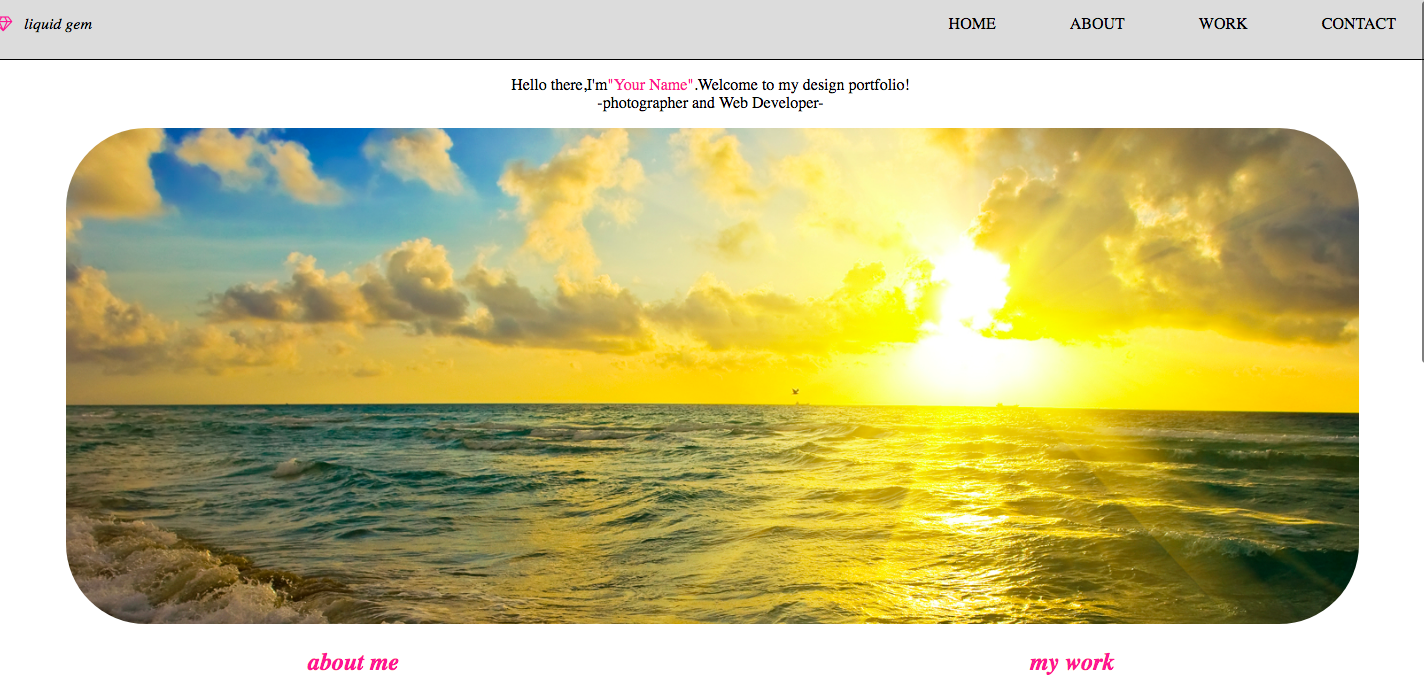 liquid gem HOME ABOUT WORK CONTACT
Hello there,I'm"Your Name".Welcome to my design portfolio!
-photographer and Web Developer-
about me my work